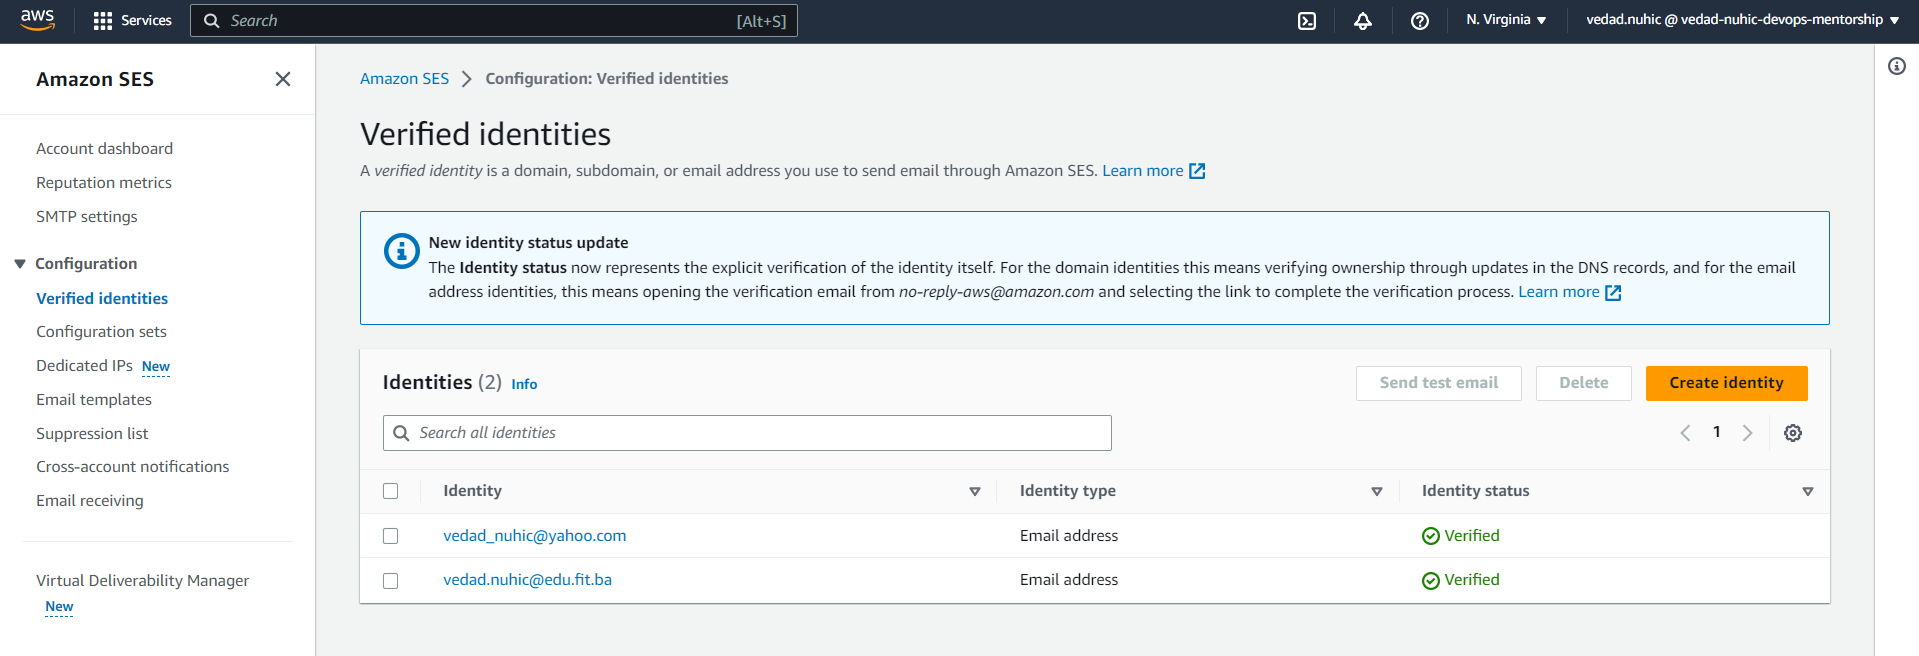 aws
Services
Search
[Alt+S]
N. Virginia
vedad.nuhic @ vedad-nuhic-devops-mentorship
Amazon SES
Account dashboard
Reputation metrics
SMTP settings
Configuration
Verified identities
Configuration sets
Dedicated IPs New
Email templates
Suppression list
Cross-account notifications
Email receiving
Virtual Deliverability Manager
New
Amazon SES > Configuration: Verified identities
Verified identities
A verified identity is a domain, subdomain, or email address you use to send email through Amazon SES. Learn more
New identity status update
The Identity status now represents the explicit verification of the identity itself. For the domain identities this means verifying ownership through updates in the DNS records, and for the email
address identities, this means opening the verification email from no-reply-aws@amazon.com and selecting the link to complete the verification process. Learn more
Identities (2) Info
Send test email
Delete
Create identity
Search all identities
1
Identity
Identity type
Identity status
vedad_nuhic@yahoo.com
Email address
Verified
vedad.nuhic@edu.fit.ba
Email address
Verified